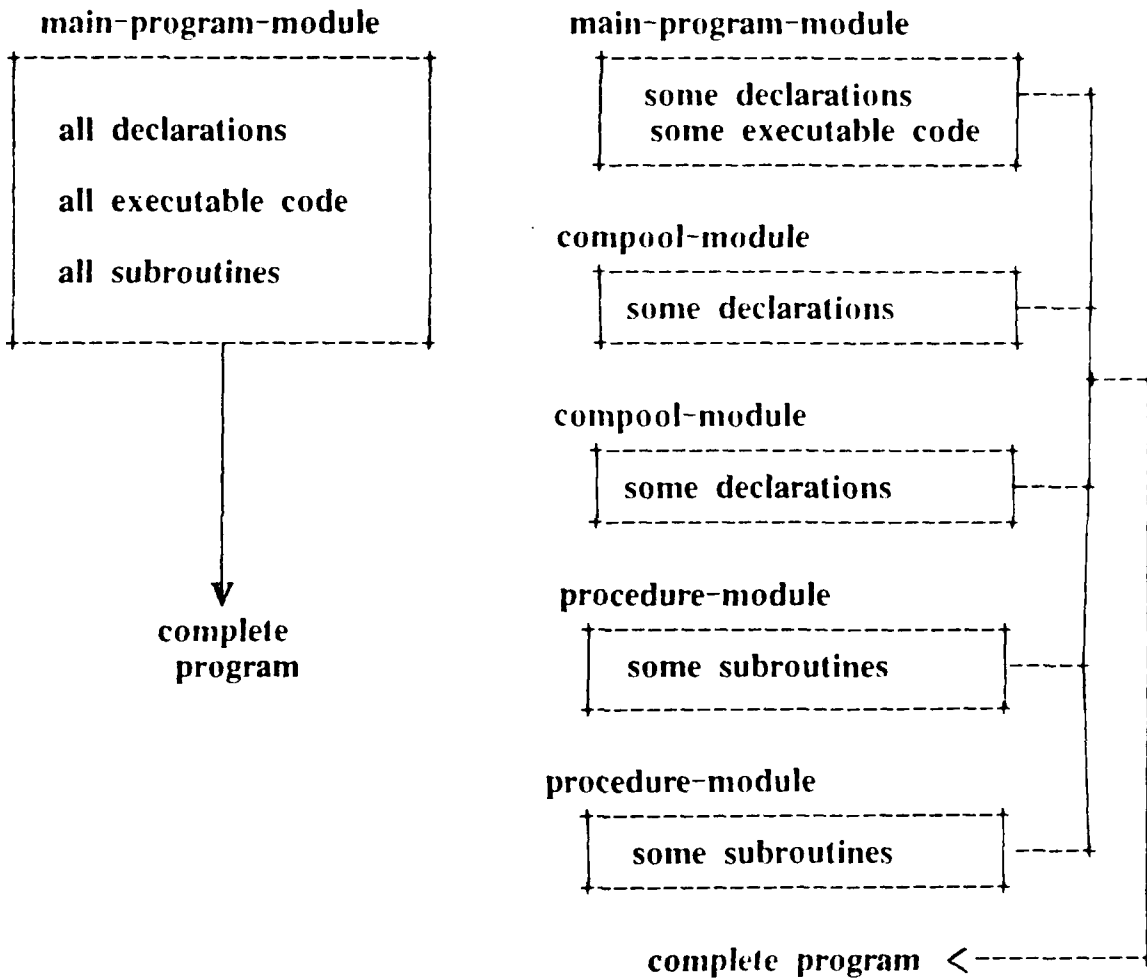 main-program-module
all declarations
all executable code
all subroutines
complete
program
main-program-module
some declarations
some executable code
compool-module
some declarations
compool-module
some declarations
procedure-module
some subroutines
procedure-module
some subroutines
complete program